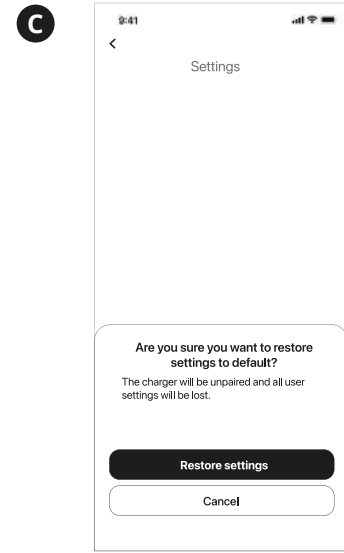 C
9:41
Settings
Are you sure you want to restore
settings to default?
The charger will be unpaired and all user
settings will be lost.
Restore settings
Cancel